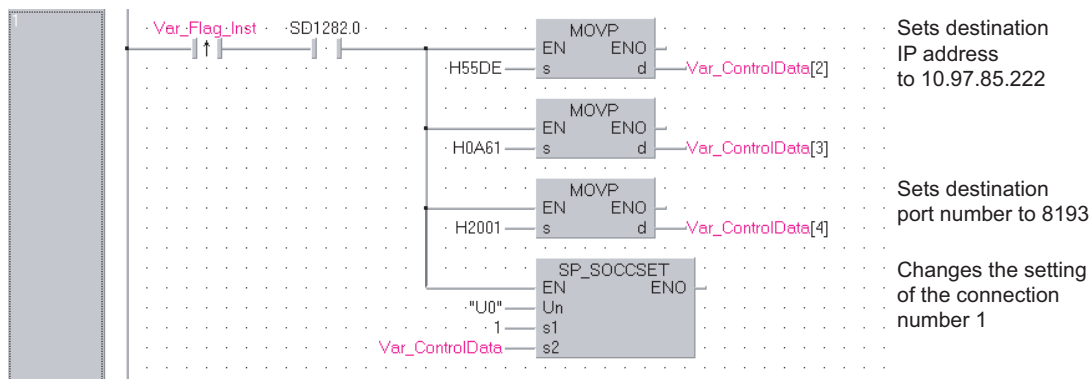 1
Var_Flag_Inst SD1282.0
MOVP
EN ENO
H55DE s d Var_ControlData[2]
Sets destination
IP address
to 10.97.85.222
MOVP
EN ENO
H0A61 s d Var_ControlData[3]
MOVP
EN ENO
H2001 s d Var_ControlData[4]
Sets destination
port number to 8193
SP_SOCCSET
EN ENO
"U0" Un
1 s1
Var_ControlData s2
Changes the setting
of the connection
number 1